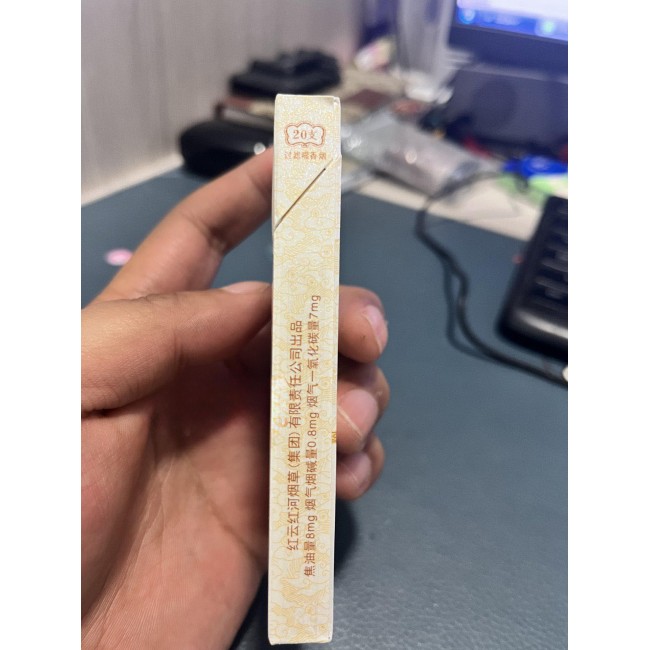 20支
过滤嘴香烟
红云红河烟草(集团)有限责任公司出品
焦油量8mg 烟气烟碱量0.8mg 烟气一氧化碳量7mg